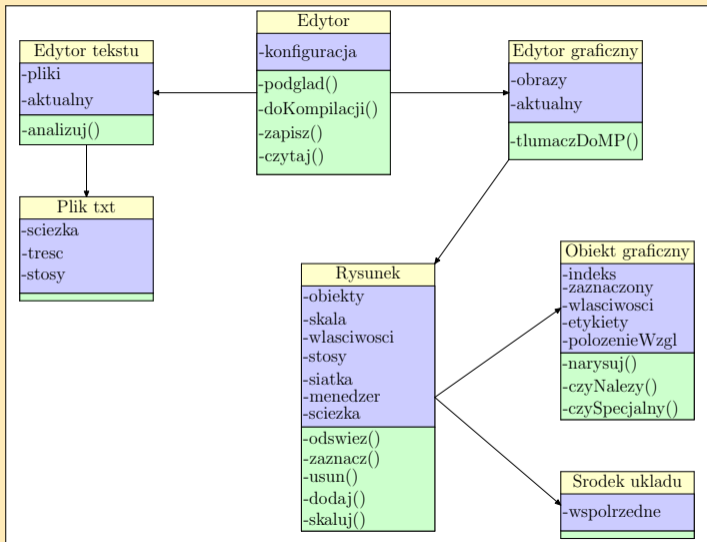 Edytor
-konfiguracja
-podglad()
-doKompilacji()
-zapisz()
-czytaj()
Edytor tekstu
-pliki
-aktualny
-analizuj()
Edytor graficzny
-obrazy
-aktualny
-tlumaczDoMP()
Plik txt
-sciezka
-tresc
-stosy
Rysunek
-obiekty
-skala
-wlasciwosci
-stosy
-siatka
-menedzer
-sciezka
-odswiez()
-zaznacz()
-usun()
-dodaj()
-skaluj()
Obiekt graficzny
-indeks
-zaznaczony
-wlasciwosci
-etykiety
-polozenieWzgl
-narysuj()
-czyNalezy()
-czySpecjalny()
Srodek ukladu
-wspolrzedne